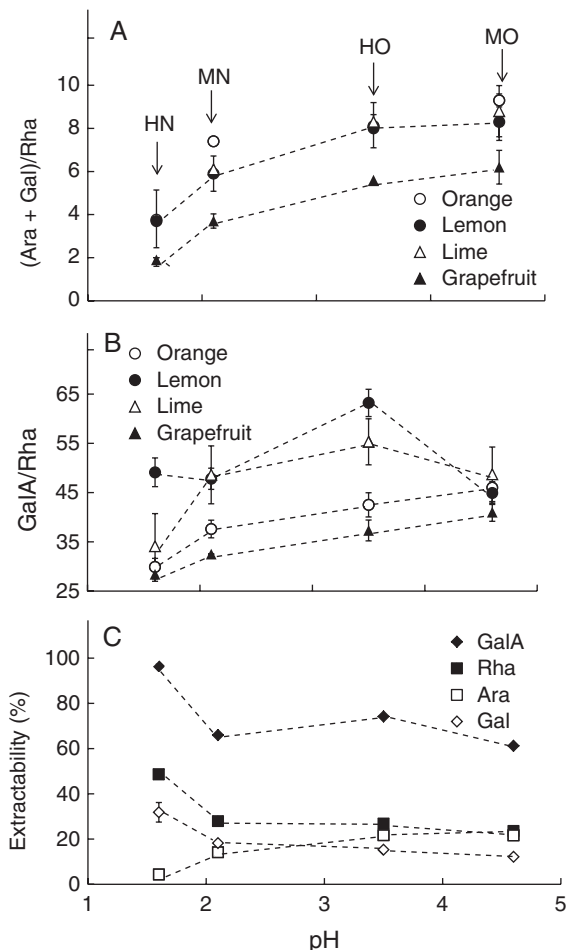 A
HN
MN
HO
MO
(Ara + Gal)/Rha
10
8
6
4
2
0
Orange
Lemon
Lime
Grapefruit
B
Orange
Lemon
Lime
Grapefruit
GalA/Rha
65
55
45
35
25
C
GalA
Rha
Ara
Gal
Extractability (%)
100
80
60
40
20
0
1 2 3 4 5
pH